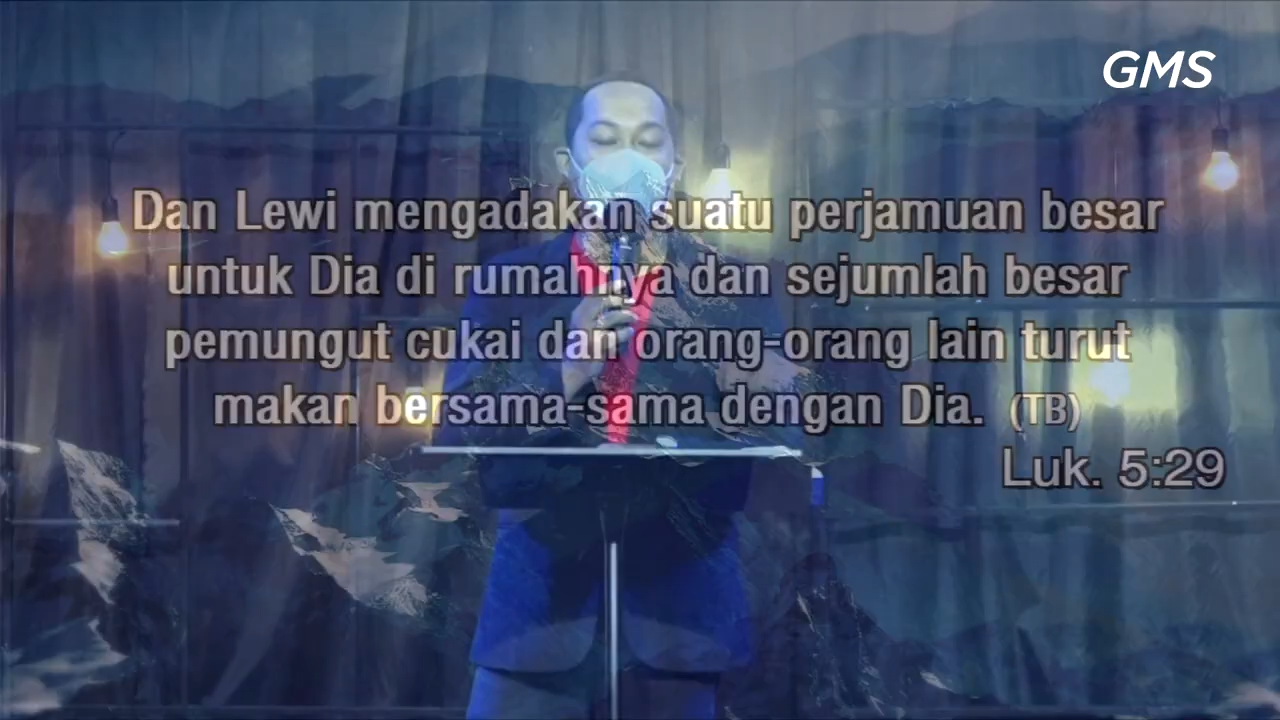 GMS
Dan Lewi mengadakan suatu perjamuan besar
untuk Dia di rumahnya dan sejumlah besar
pemungut cukai dan orang-orang lain turut
makan bersama-sama dengan Dia. (TB)
Luk. 5:29